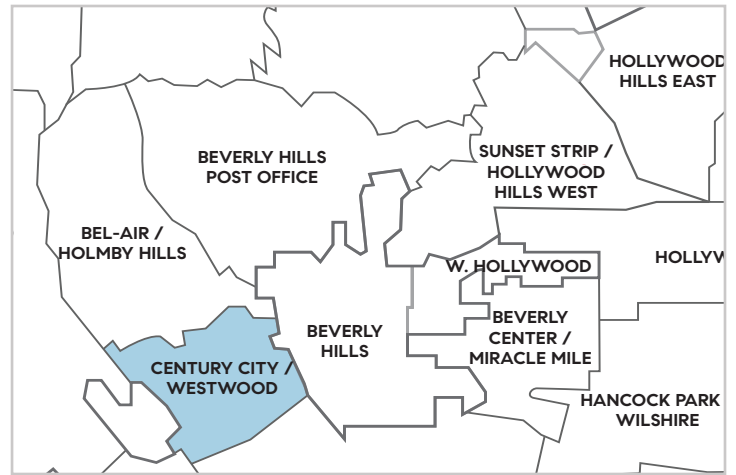 HOLLYWOOD
HILLS EAST
SUNSET STRIP /
HOLLYWOOD
HILLS WEST
BEVERLY HILLS
POST OFFICE
BEL-AIR /
HOLMBY HILLS
W. HOLLYWOOD
HOLLYW
BEVERLY
HILLS
BEVERLY
CENTER /
MIRACLE MILE
CENTURY CITY /
WESTWOOD
HANCOCK PARK
WILSHIRE